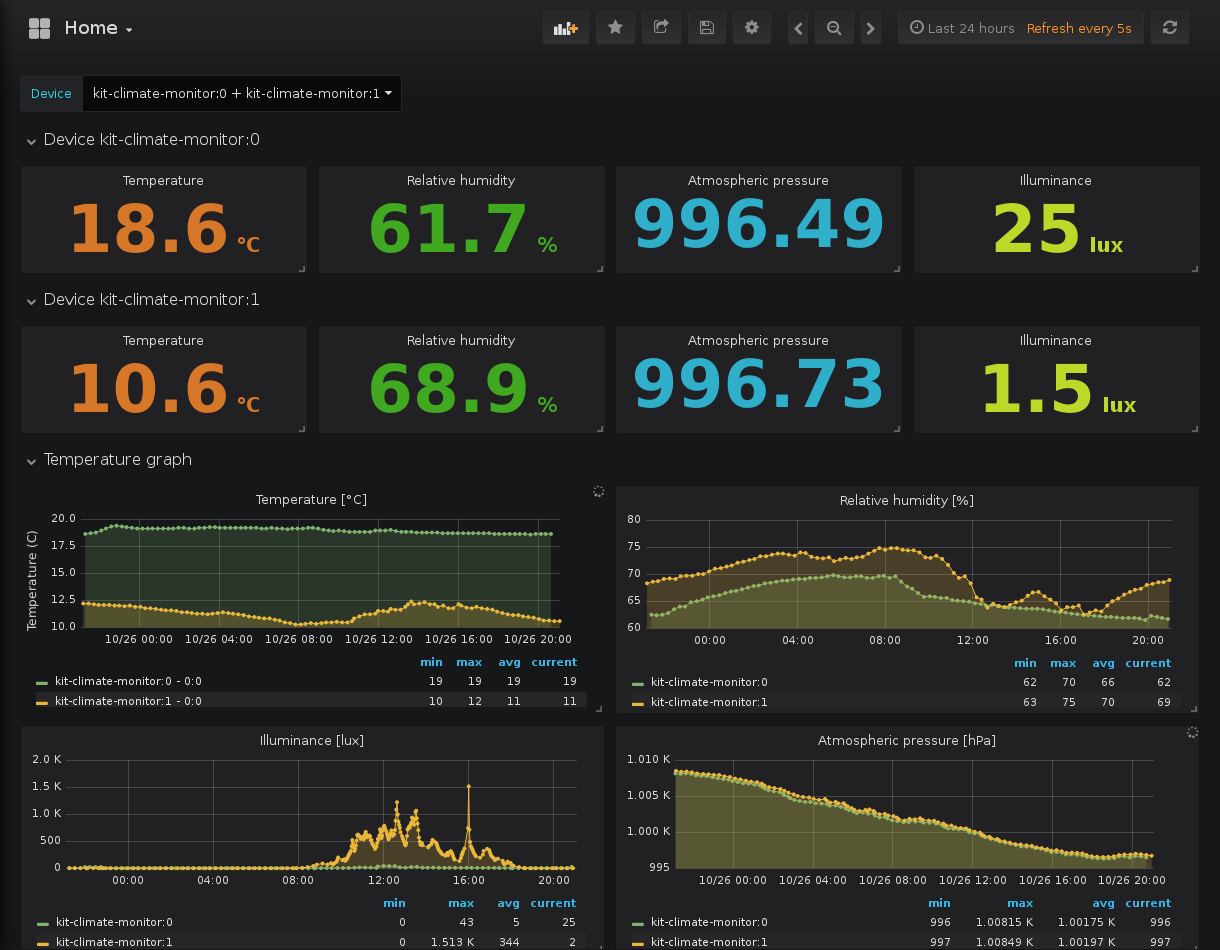 Home
Last 24 hours Refresh every 5s
Device kit-climate-monitor:0 + kit-climate-monitor:1
Device kit-climate-monitor:0
Temperature Relative humidity Atmospheric pressure Illuminance
18.6 °C 61.7 % 996.49 25 lux
Device kit-climate-monitor:1
Temperature Relative humidity Atmospheric pressure Illuminance
10.6 °C 68.9 % 996.73 1.5 lux
Temperature graph
Temperature [°C]
Temperature (C)
20.0
17.5
15.0
12.5
10.0
10/26 00:00 10/26 04:00 10/26 08:00 10/26 12:00 10/26 16:00 10/26 20:00
min max avg current
kit-climate-monitor:0 - 0:0 19 19 19 19
kit-climate-monitor:1 - 0:0 10 12 11 11
Relative humidity [%]
80
75
70
65
60
00:00 04:00 08:00 12:00 16:00 20:00
min max avg current
kit-climate-monitor:0 62 70 66 62
kit-climate-monitor:1 63 75 70 69
Illuminance [lux]
2.0 K
1.5 K
1.0 K
500
0
00:00 04:00 08:00 12:00 16:00 20:00
min max avg current
kit-climate-monitor:0 0 43 5 25
kit-climate-monitor:1 0 1.513 K 344 2
Atmospheric pressure [hPa]
1.010 K
1.005 K
1.000 K
995
10/26 00:00 10/26 04:00 10/26 08:00 10/26 12:00 10/26 16:00 10/26 20:00
min max avg current
kit-climate-monitor:0 996 1.00815 K 1.00175 K 996
kit-climate-monitor:1 997 1.00849 K 1.00197 K 997